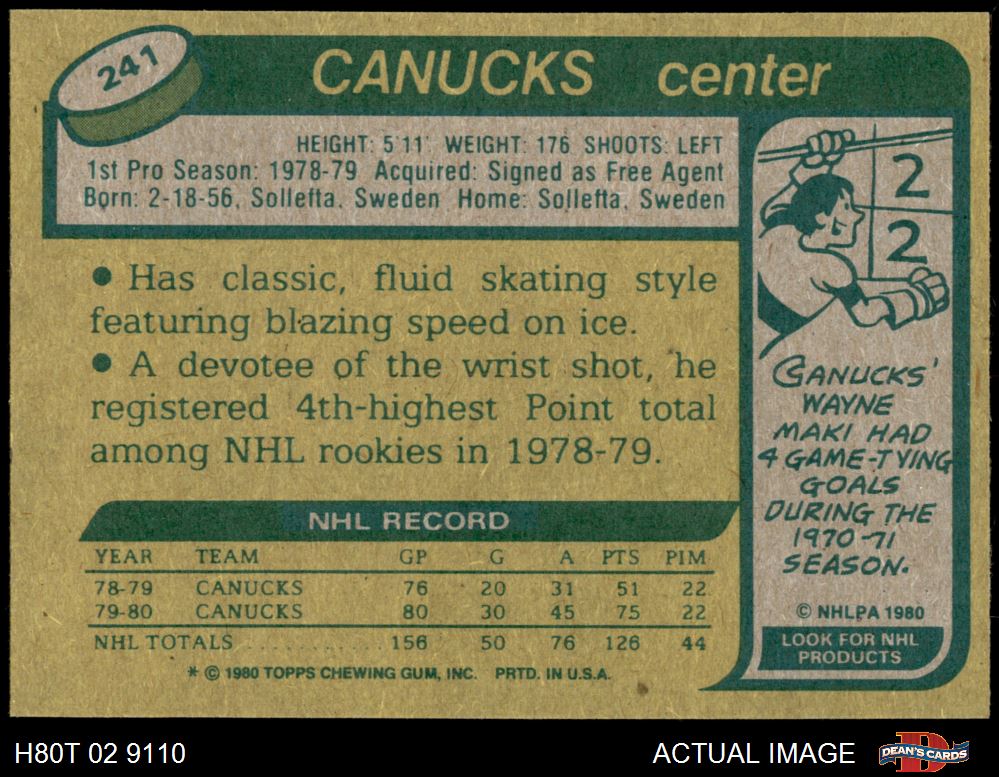 241
CANUCKS center
HEIGHT: 5'11" WEIGHT: 176 SHOOTS: LEFT
1st Pro Season: 1978-79 Acquired: Signed as Free Agent
Born: 2-18-56, Sollefta, Sweden Home: Sollefta, Sweden
• Has classic, fluid skating style
featuring blazing speed on ice.
• A devotee of the wrist shot, he
registered 4th-highest Point total
among NHL rookies in 1978-79.
NHL RECORD
YEAR TEAM GP G A PTS PIM
78-79 CANUCKS 76 20 31 51 22
79-80 CANUCKS 80 30 45 75 22
NHL TOTALS ............ 156 50 76 126 44
* © 1980 TOPPS CHEWING GUM, INC. PRTD. IN U.S.A.
2
2
CANUCKS'
WAYNE
MAKI HAD
4 GAME-TYING
GOALS
DURING THE
1970-71
SEASON.
© NHLPA 1980
LOOK FOR NHL
PRODUCTS
H80T 02 9110 ACTUAL IMAGE
DEAN'S CARDS